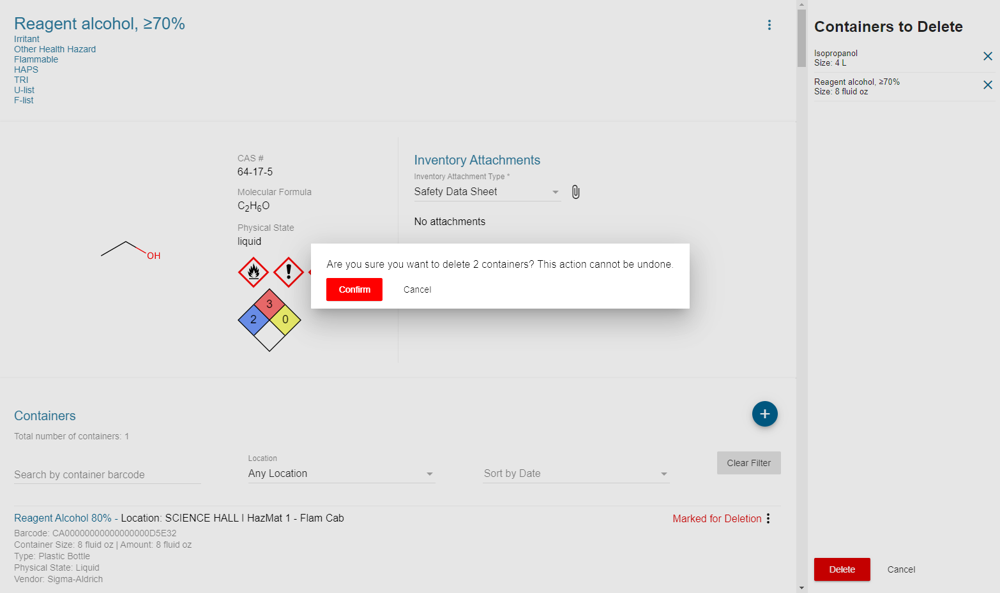 Reagent alcohol, ≥70%
Irritant
Other Health Hazard
Flammable
HAPS
TRI
U-list
F-list
CAS #
64-17-5
Molecular Formula
C₂H₆O
Physical State
liquid
OH
3
2
0
Inventory Attachments
Inventory Attachment Type *
Safety Data Sheet
No attachments
Are you sure you want to delete 2 containers? This action cannot be undone.
Confirm
Cancel
Containers
Total number of containers: 1
+
Search by container barcode
Location
Any Location
Sort by Date
Clear Filter
Reagent Alcohol 80% - Location: SCIENCE HALL | HazMat 1 - Flam Cab
Marked for Deletion
Barcode: CA00000000000000000D5E32
Container Size: 8 fluid oz | Amount: 8 fluid oz
Type: Plastic Bottle
Physical State: Liquid
Vendor: Sigma-Aldrich
Containers to Delete
Isopropanol
Size: 4 L
Reagent alcohol, ≥70%
Size: 8 fluid oz
Delete
Cancel